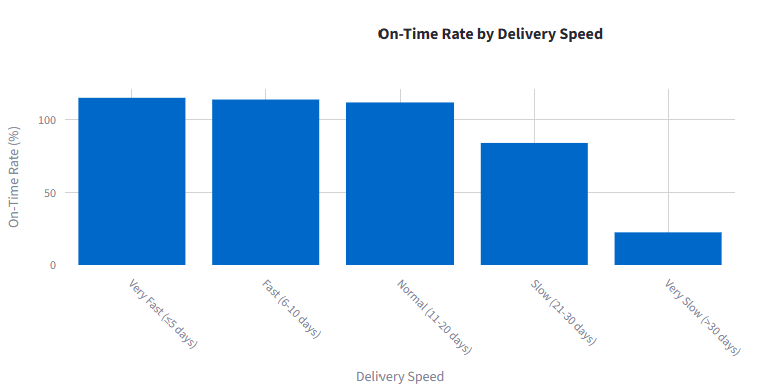 On-Time Rate by Delivery Speed
On-Time Rate (%)
100
50
0
Very Fast (≤5 days)
Fast (6-10 days)
Normal (11-20 days)
Slow (21-30 days)
Very Slow (>30 days)
Delivery Speed